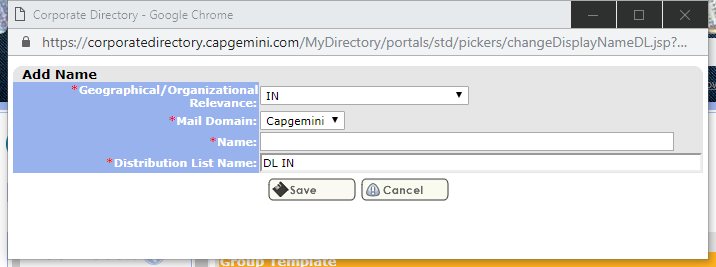 Corporate Directory - Google Chrome
https://corporatedirectory.capgemini.com/MyDirectory/portals/std/pickers/changeDisplayNameDL.jsp?...
Add Name
*Geographical/Organizational
Relevance: IN
*Mail Domain: Capgemini
*Name:
*Distribution List Name: DL IN
Save Cancel
Group Template